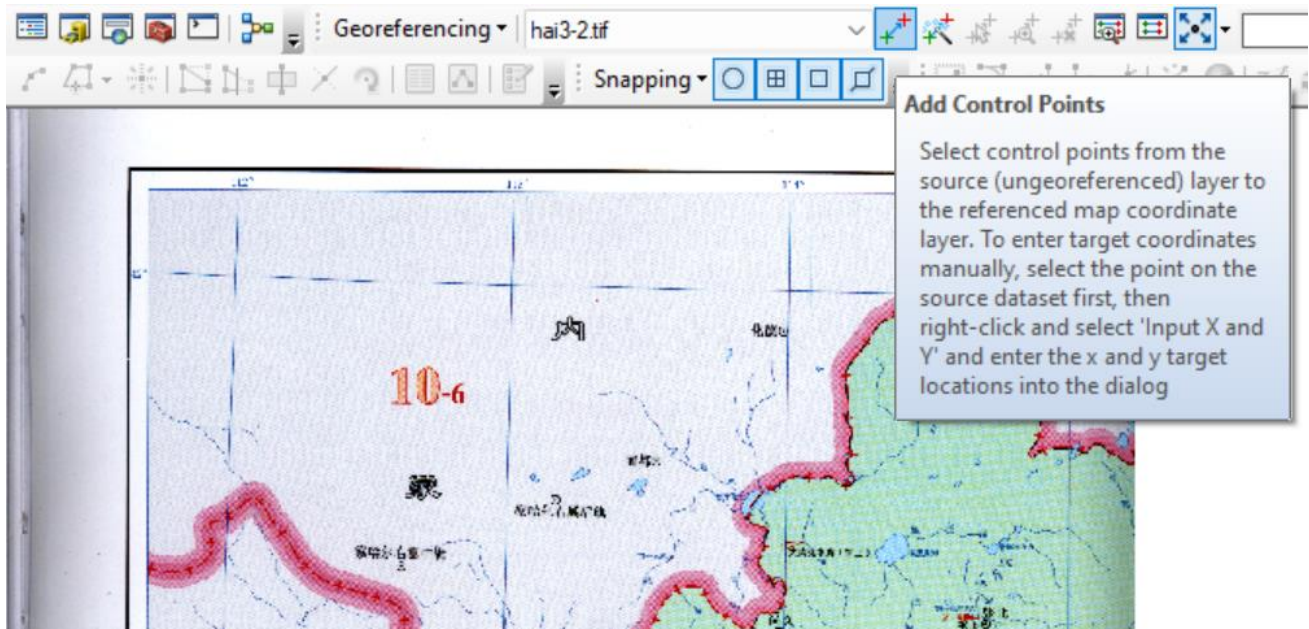 Georeferencing
hai3-2.tif
Snapping
Add Control Points
Select control points from the
source (ungeoreferenced) layer to
the referenced map coordinate
layer. To enter target coordinates
manually, select the point on the
source dataset first, then
right-click and select 'Input X and
Y' and enter the x and y target
locations into the dialog
112°
114°
内
10-6
蒙